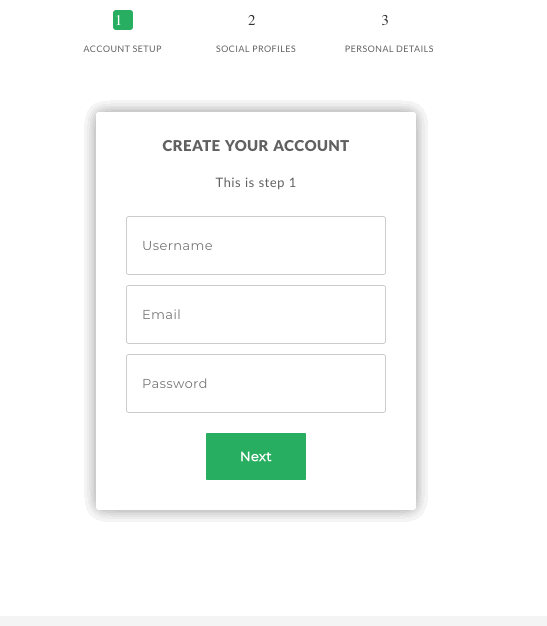 1 2 3
ACCOUNT SETUP SOCIAL PROFILES PERSONAL DETAILS
CREATE YOUR ACCOUNT
This is step 1
Username
Email
Password
Next